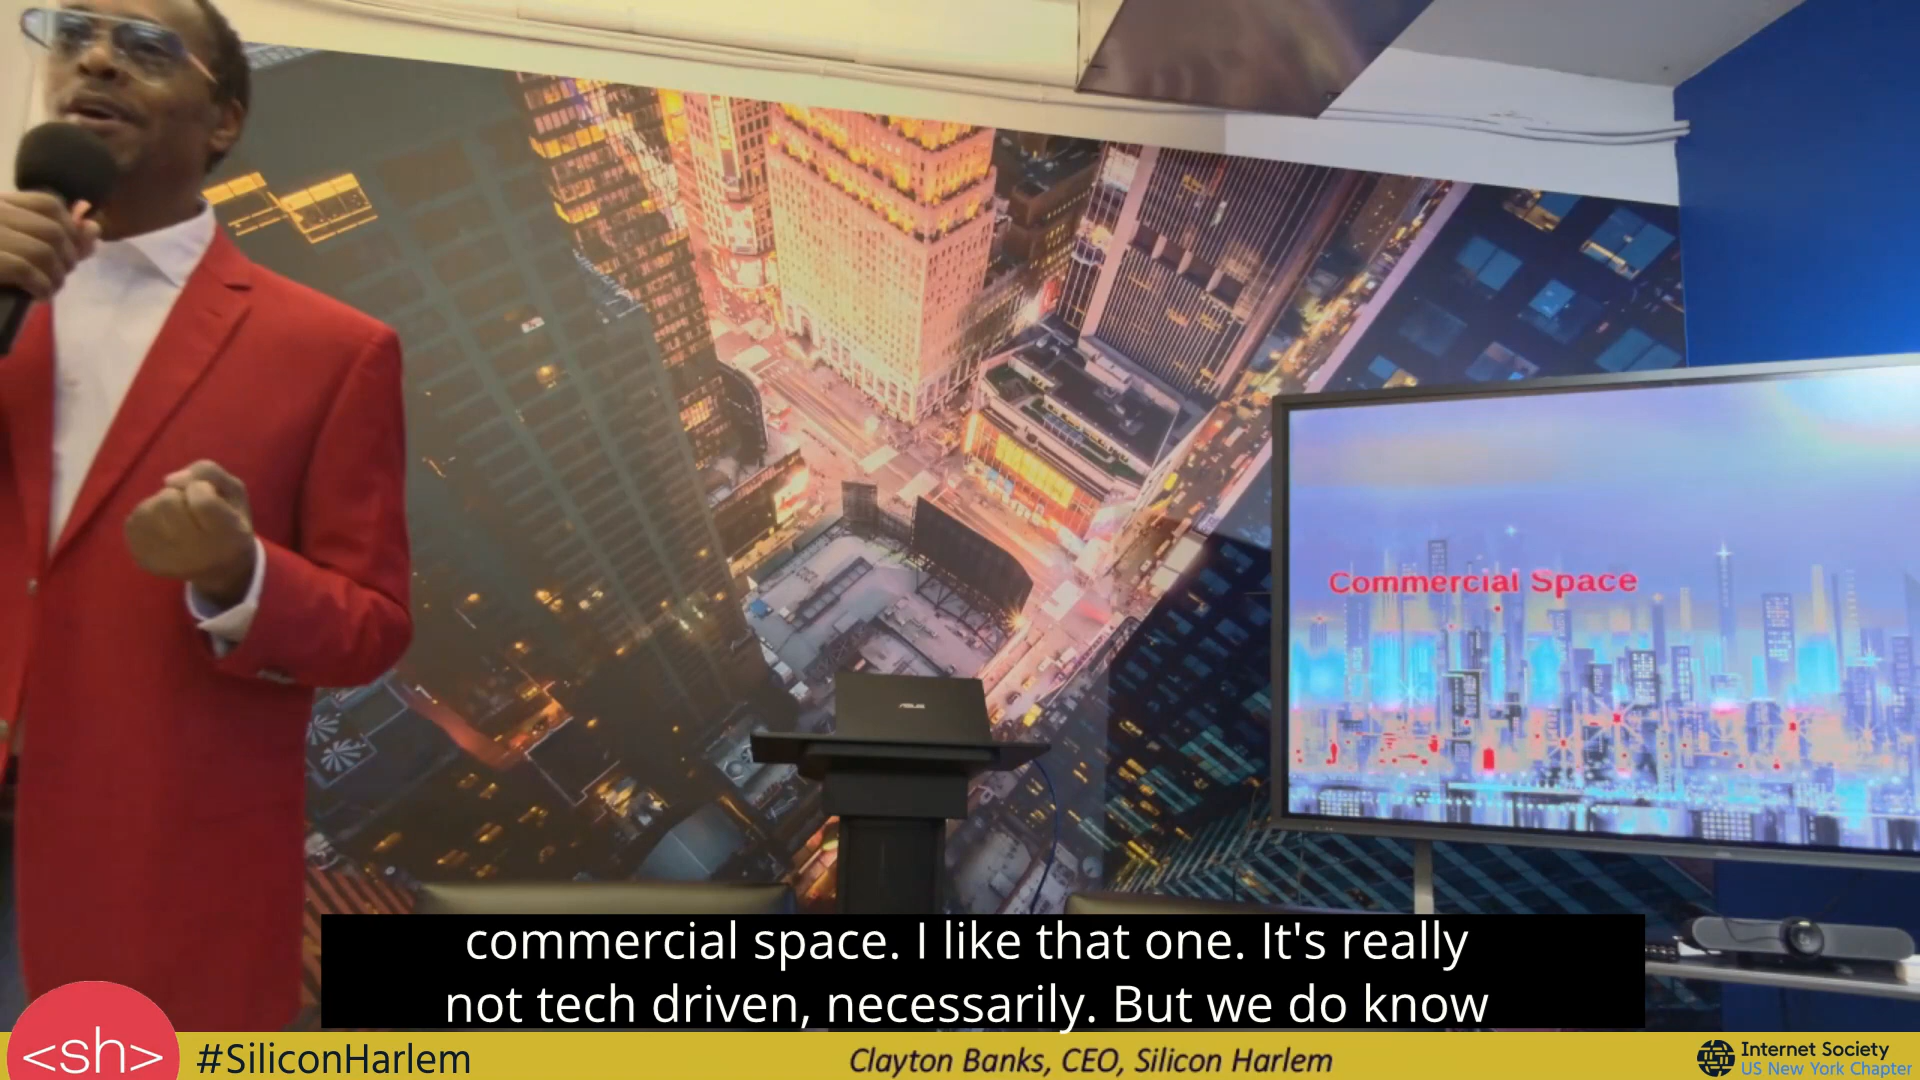 ASUS
Commercial Space
commercial space. I like that one. It's really
not tech driven, necessarily. But we do know
<sh>
#SiliconHarlem
Clayton Banks, CEO, Silicon Harlem
Internet Society
US New York Chapter